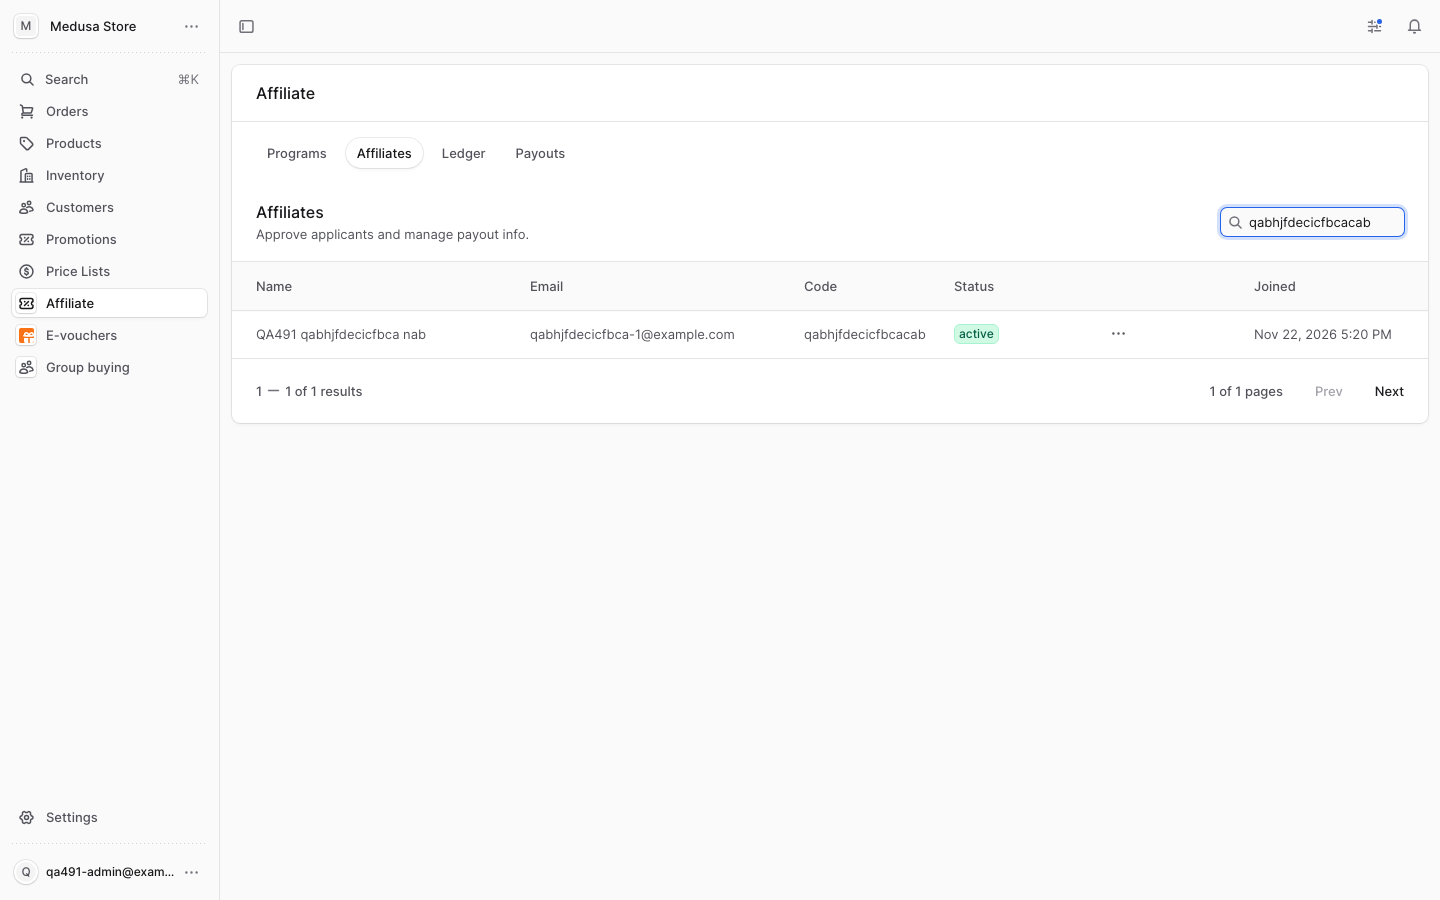 M Medusa Store
Search ⌘K
Orders
Products
Inventory
Customers
Promotions
Price Lists
Affiliate
E-vouchers
Group buying
Settings
Q qa491-admin@exam...
Affiliate
Programs Affiliates Ledger Payouts
Affiliates
Approve applicants and manage payout info.
qabhjfdecicfbcacab
Name Email Code Status Joined
QA491 qabhjfdecicfbca nab qabhjfdecicfbca-1@example.com qabhjfdecicfbcacab active Nov 22, 2026 5:20 PM
1 — 1 of 1 results 1 of 1 pages Prev Next